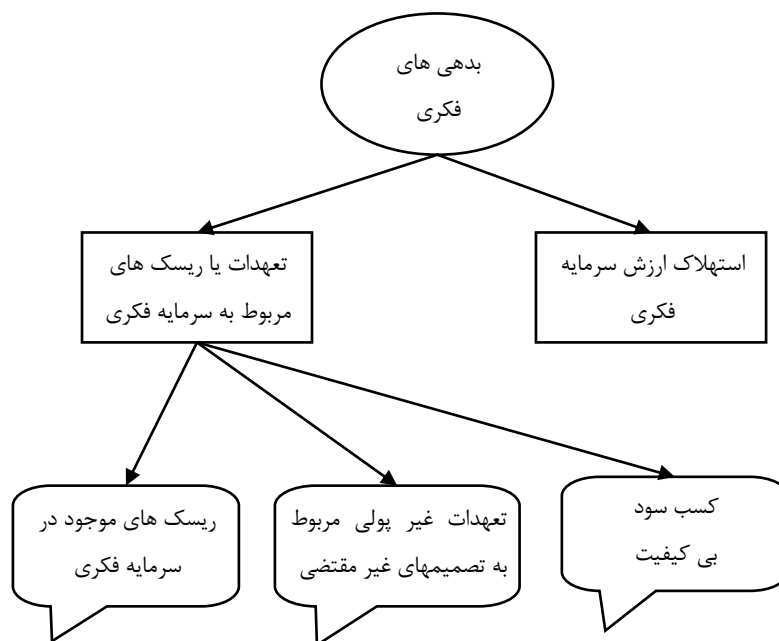 بدهی های
فکری
استهلاک ارزش سرمایه
فکری
تعهدات یا ریسک های
مربوط به سرمایه فکری
کسب سود
بی کیفیت
تعهدات غیر پولی مربوط
به تصمیمهای غیر مقتضی
ریسک های موجود در
سرمایه فکری